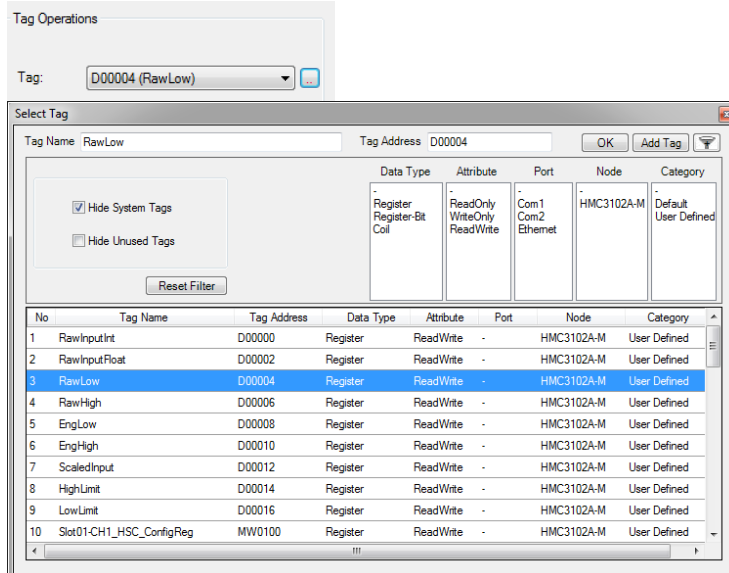 Tag Operations
Tag: D00004 (RawLow) ..
Select Tag
Tag Name RawLow Tag Address D00004 OK Add Tag
Data Type Attribute Port Node Category
- - - - -
Register ReadOnly Com1 HMC3102A-M Default
Register-Bit WriteOnly Com2 User Defined
Coil ReadWrite Ethernet
Hide System Tags
Hide Unused Tags
Reset Filter
No Tag Name Tag Address Data Type Attribute Port Node Category
1 RawInputInt D00000 Register ReadWrite - HMC3102A-M User Defined
2 RawInputFloat D00002 Register ReadWrite - HMC3102A-M User Defined
3 RawLow D00004 Register ReadWrite - HMC3102A-M User Defined
4 RawHigh D00006 Register ReadWrite - HMC3102A-M User Defined
5 EngLow D00008 Register ReadWrite - HMC3102A-M User Defined
6 EngHigh D00010 Register ReadWrite - HMC3102A-M User Defined
7 ScaledInput D00012 Register ReadWrite - HMC3102A-M User Defined
8 HighLimit D00014 Register ReadWrite - HMC3102A-M User Defined
9 LowLimit D00016 Register ReadWrite - HMC3102A-M User Defined
10 Slot01-CH1_HSC_ConfigReg MW0100 Register ReadWrite - HMC3102A-M User Defined